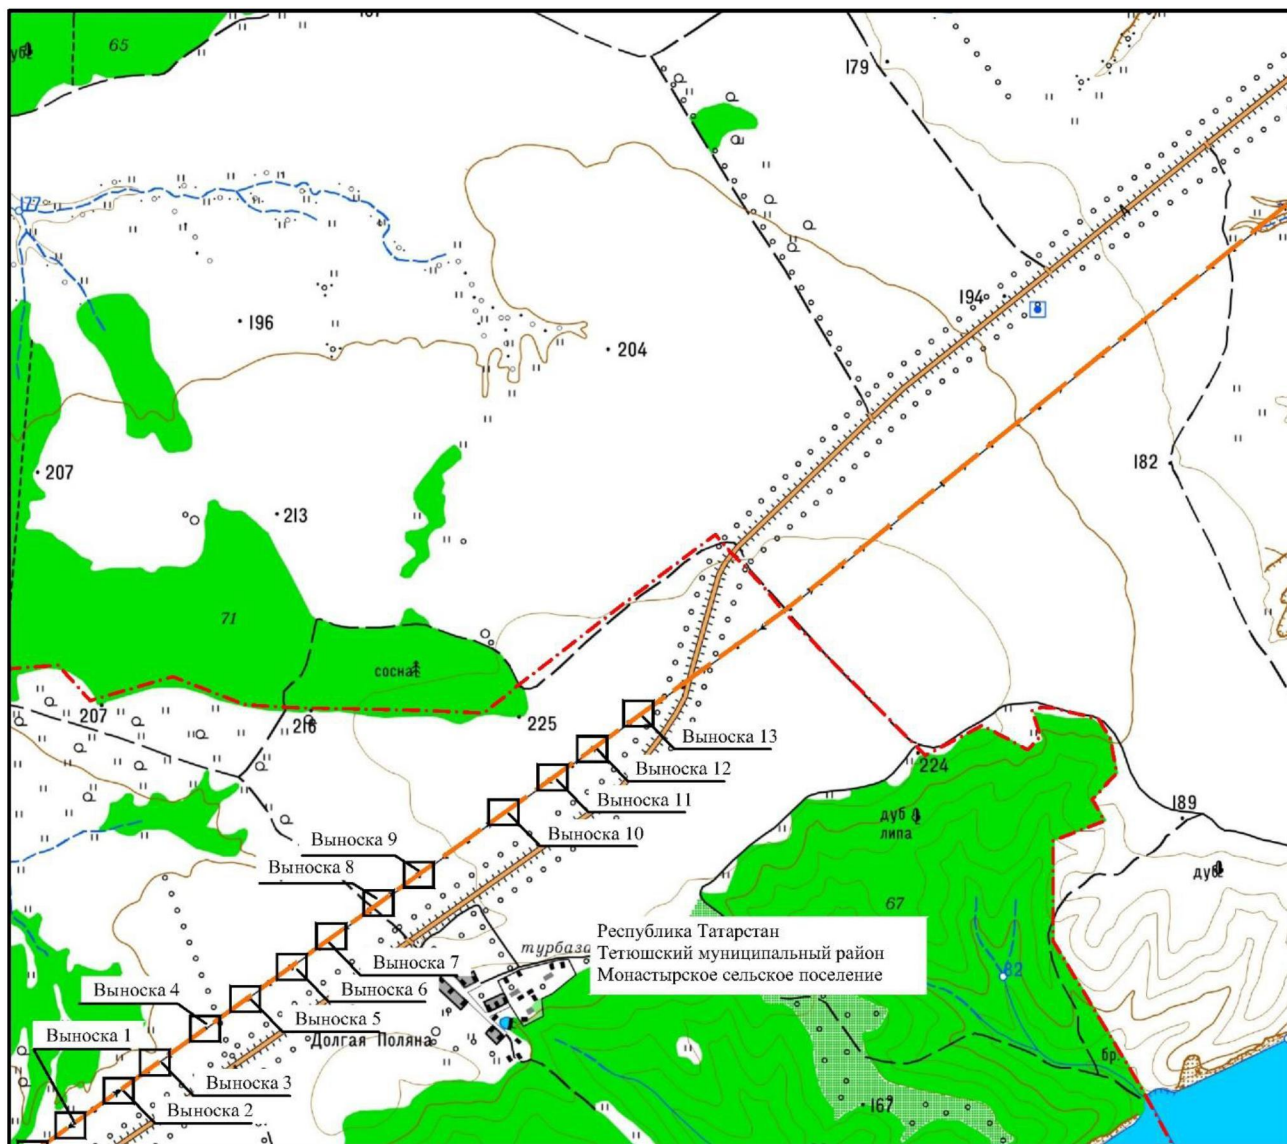 65
179
77
194
196
204
207
182
213
71
сосна
207
216
225
Выноска 13
Выноска 12
224
Выноска 11
189
дуб
липа
Выноска 10
Выноска 9
Выноска 8
дуб
67
Республика Татарстан
Тетюшский муниципальный район
Монастырское сельское поселение
турбаза
Выноска 7
82
Выноска 6
Выноска 4
Выноска 5
Долгая Поляна
Выноска 1
бр.
Выноска 3
Выноска 2
167